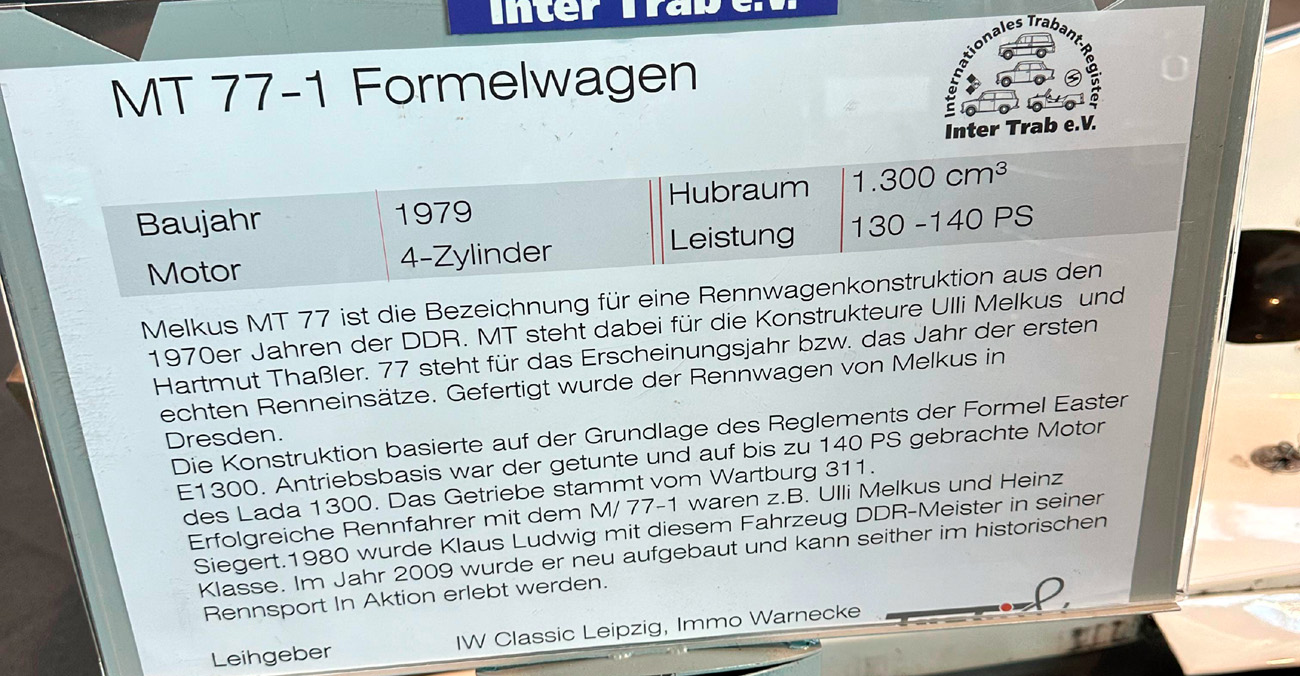 Inter Trab e.V.
MT 77-1 Formelwagen
Internationales Trabant-Register
Inter Trab e.V.
Baujahr 1979 Hubraum 1.300 cm³
Motor 4-Zylinder Leistung 130 -140 PS
Melkus MT 77 ist die Bezeichnung für eine Rennwagenkonstruktion aus den
1970er Jahren der DDR. MT steht dabei für die Konstrukteure Ulli Melkus und
Hartmut Thaßler. 77 steht für das Erscheinungsjahr bzw. das Jahr der ersten
echten Renneinsätze. Gefertigt wurde der Rennwagen von Melkus in
Dresden.
Die Konstruktion basierte auf der Grundlage des Reglements der Formel Easter
E1300. Antriebsbasis war der getunte und auf bis zu 140 PS gebrachte Motor
des Lada 1300. Das Getriebe stammt vom Wartburg 311.
Erfolgreiche Rennfahrer mit dem M/ 77-1 waren z.B. Ulli Melkus und Heinz
Siegert.1980 wurde Klaus Ludwig mit diesem Fahrzeug DDR-Meister in seiner
Klasse. Im Jahr 2009 wurde er neu aufgebaut und kann seither im historischen
Rennsport In Aktion erlebt werden.
Leihgeber IW Classic Leipzig, Immo Warnecke